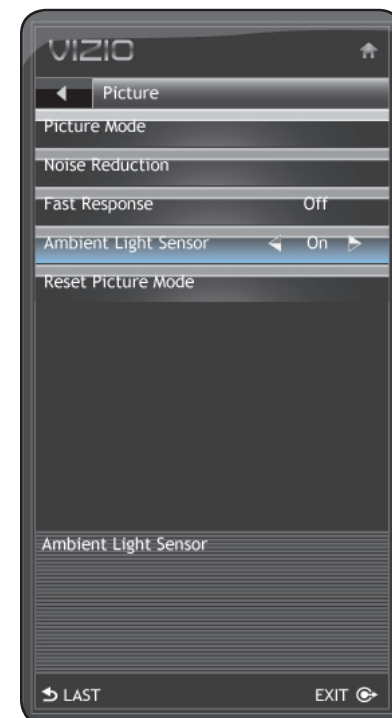 VIZIO
Picture
Picture Mode
Noise Reduction
Fast Response Off
Ambient Light Sensor On
Reset Picture Mode
Ambient Light Sensor
LAST EXIT